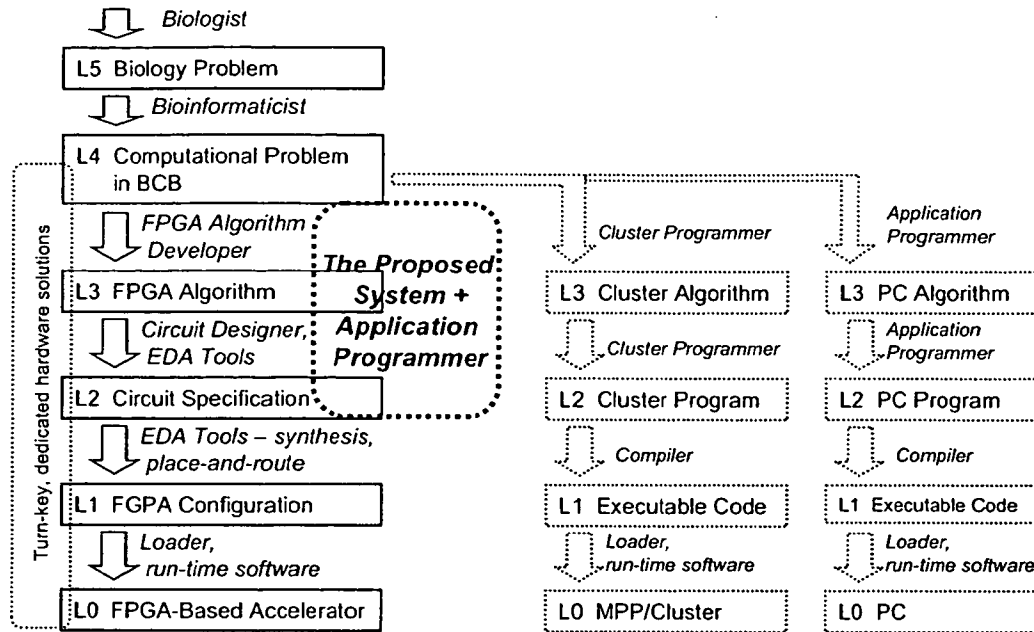 Biologist
L5 Biology Problem
Bioinformaticist
L4 Computational Problem
in BCB
FPGA Algorithm
Developer
L3 FPGA Algorithm
Circuit Designer,
EDA Tools
L2 Circuit Specification
EDA Tools – synthesis,
place-and-route
L1 FGPA Configuration
Loader,
run-time software
L0 FPGA-Based Accelerator
Turn-key, dedicated hardware solutions
The Proposed
System +
Application
Programmer
Cluster Programmer
L3 Cluster Algorithm
Cluster Programmer
L2 Cluster Program
Compiler
L1 Executable Code
Loader,
run-time software
L0 MPP/Cluster
Application
Programmer
L3 PC Algorithm
Application
Programmer
L2 PC Program
Compiler
L1 Executable Code
Loader,
run-time software
L0 PC